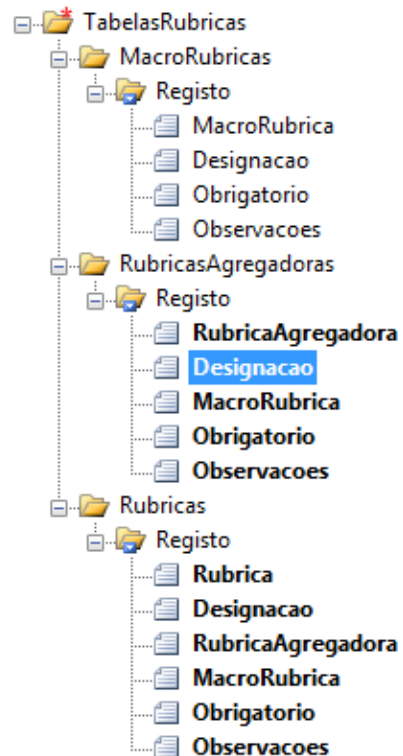 TabelasRubricas
MacroRubricas
Registo
MacroRubrica
Designacao
Obrigatorio
Observacoes
RubricasAgregadoras
Registo
RubricaAgregadora
Designacao
MacroRubrica
Obrigatorio
Observacoes
Rubricas
Registo
Rubrica
Designacao
RubricaAgregadora
MacroRubrica
Obrigatorio
Observacoes